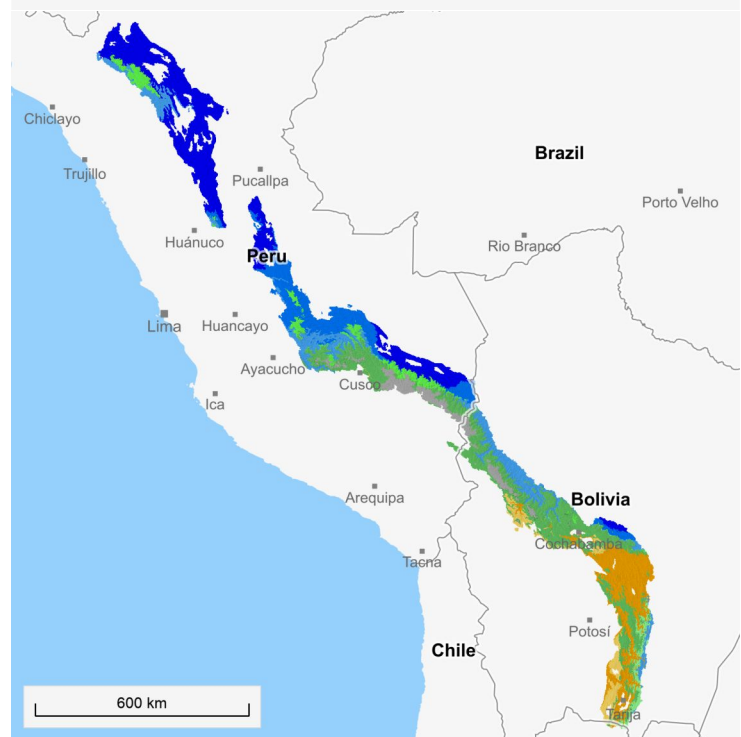 Chiclayo
Trujillo
Brazil
Pucallpa
Porto Velho
Huánuco
Rio Branco
Peru
Lima
Huancayo
Ayacucho
Cusco
Ica
Arequipa
Bolivia
Cochabamba
Tacna
Potosí
Chile
600 km
Tarija